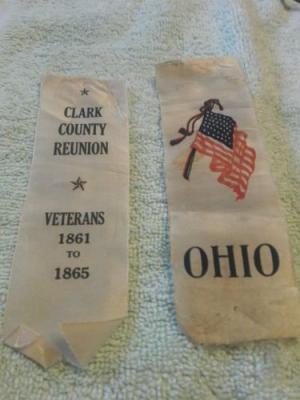 CLARK
COUNTY
REUNION
VETERANS
1861
TO
1865
OHIO